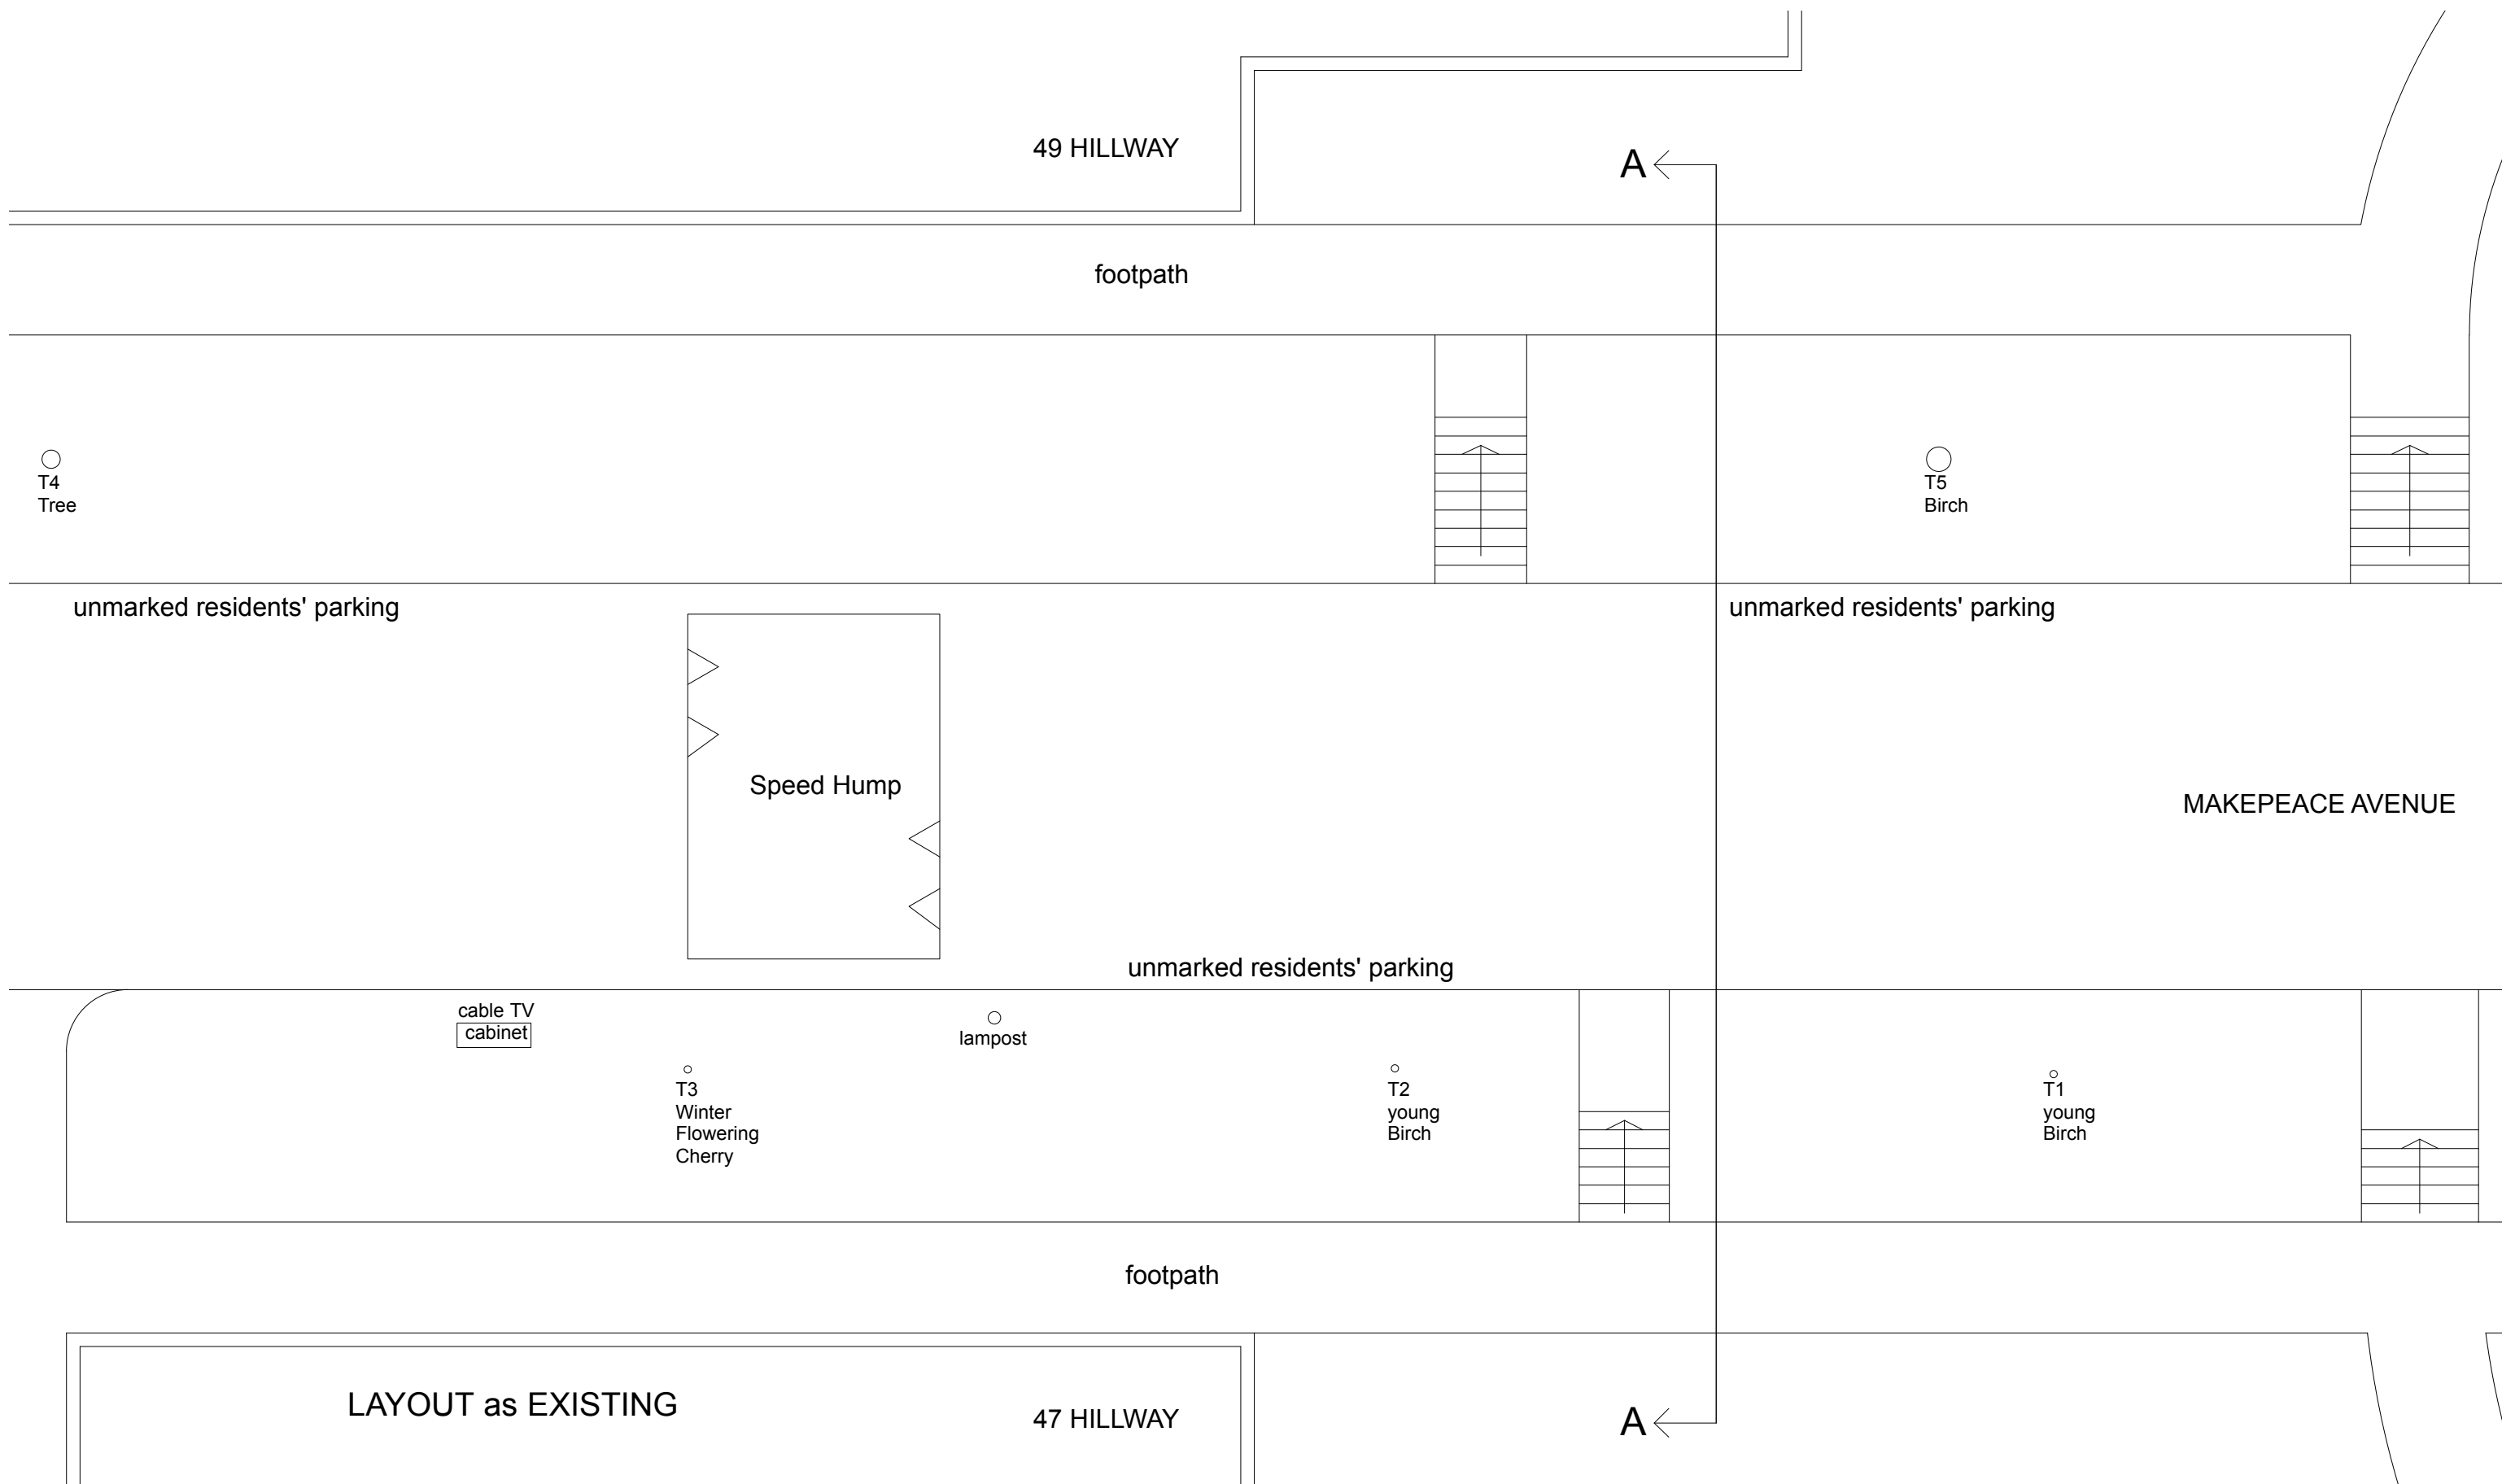 49 HILLWAY
A
footpath
T4
Tree
T5
Birch
unmarked residents' parking
unmarked residents' parking
Speed Hump
MAKEPEACE AVENUE
unmarked residents' parking
cable TV
cabinet
lampost
T3
Winter
Flowering
Cherry
T2
young
Birch
T1
young
Birch
footpath
LAYOUT as EXISTING
47 HILLWAY
A